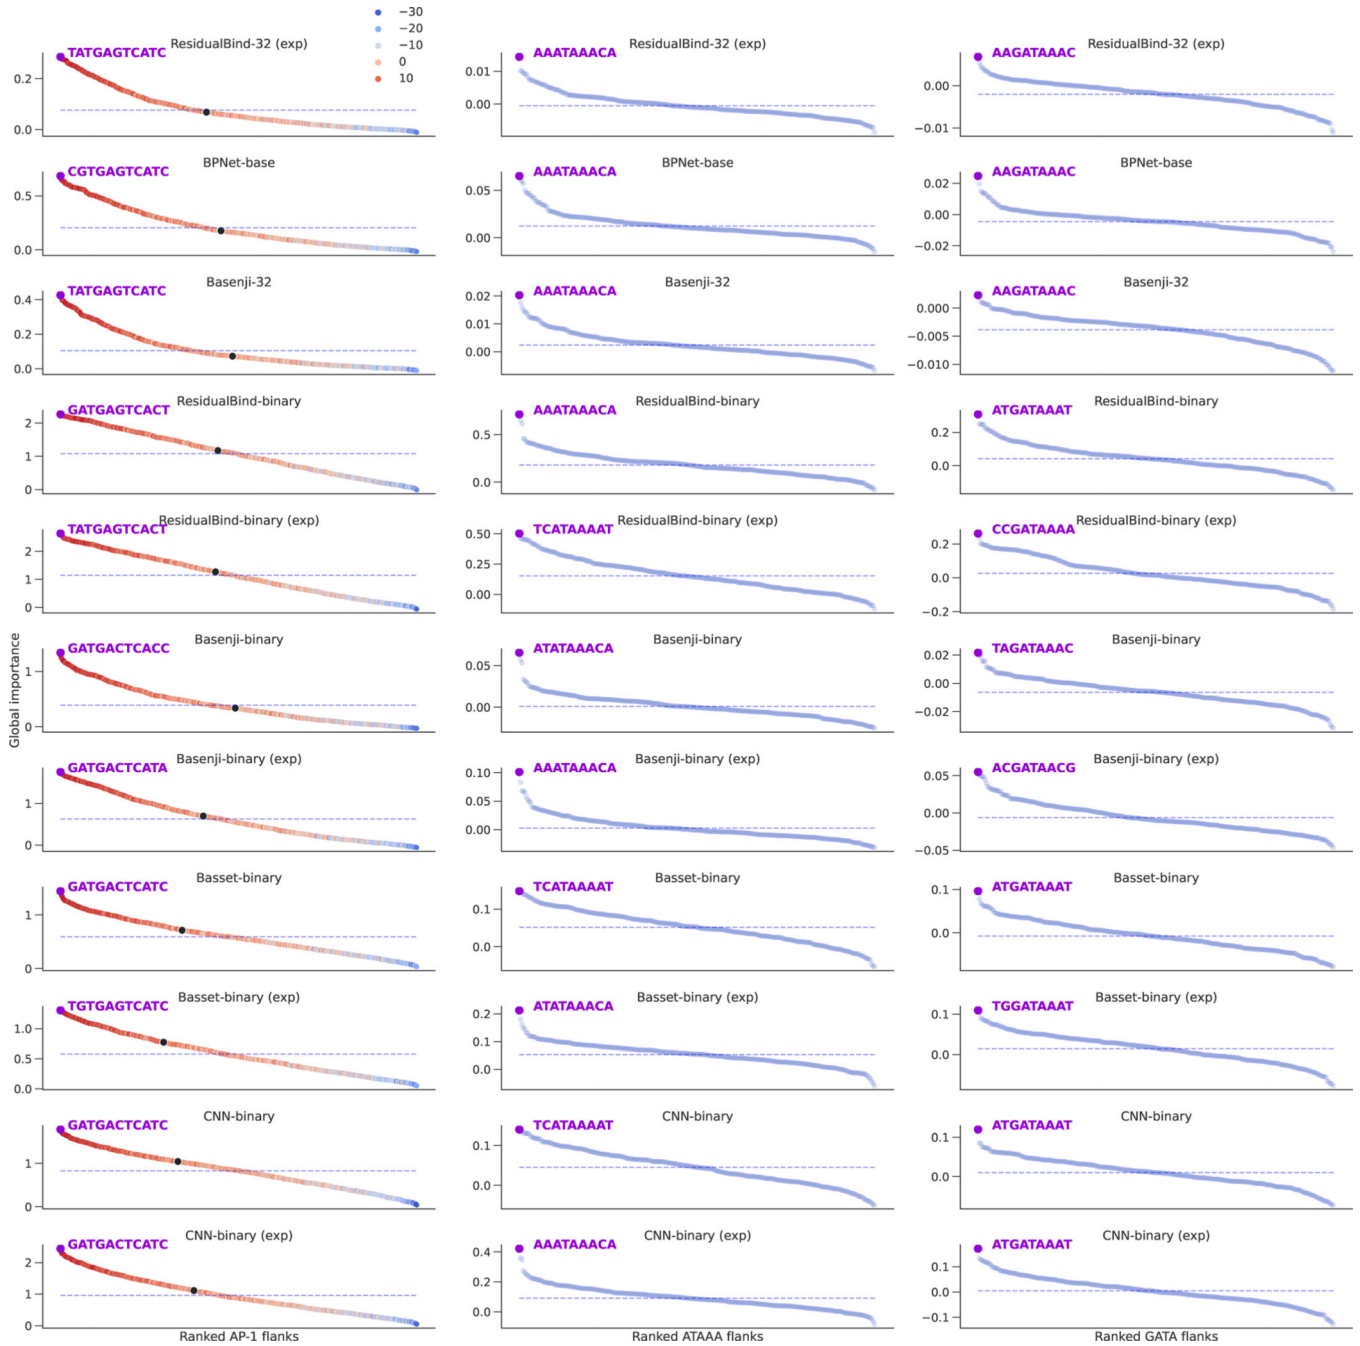 −30
−20
−10
0
10
ResidualBind-32 (exp)
TATGAGTCATC
0.2
0.0
ResidualBind-32 (exp)
AAATAAACA
0.01
0.00
ResidualBind-32 (exp)
AAGATAAAC
0.00
−0.01
BPNet-base
CGTGAGTCATC
0.5
0.0
BPNet-base
AAATAAACA
0.05
0.00
BPNet-base
AAGATAAAC
0.02
0.00
−0.02
Basenji-32
TATGAGTCATC
0.4
0.2
0.0
Basenji-32
AAATAAACA
0.02
0.01
0.00
Basenji-32
AAGATAAAC
0.000
−0.005
−0.010
ResidualBind-binary
GATGAGTCACT
2
1
0
ResidualBind-binary
AAATAAACA
0.5
0.0
ResidualBind-binary
ATGATAAAT
0.2
0.0
ResidualBind-binary (exp)
TATGAGTCACT
2
1
0
ResidualBind-binary (exp)
TCATAAAAT
0.50
0.25
0.00
ResidualBind-binary (exp)
CCGATAAAA
0.2
0.0
−0.2
Global importance
Basenji-binary
GATGACTCACC
1
0
Basenji-binary
ATATAAACA
0.05
0.00
Basenji-binary
TAGATAAAC
0.02
0.00
−0.02
Basenji-binary (exp)
GATGACTCATA
1
0
Basenji-binary (exp)
AAATAAACA
0.10
0.05
0.00
Basenji-binary (exp)
ACGATAACG
0.05
0.00
−0.05
Basset-binary
GATGACTCATC
1
0
Basset-binary
TCATAAAAT
0.1
0.0
Basset-binary
ATGATAAAT
0.1
0.0
Basset-binary (exp)
TGTGAGTCATC
1.0
0.5
0.0
Basset-binary (exp)
ATATAAACA
0.2
0.1
0.0
Basset-binary (exp)
TGGATAAAT
0.1
0.0
CNN-binary
GATGACTCATC
1
0
CNN-binary
TCATAAAAT
0.1
0.0
CNN-binary
ATGATAAAT
0.1
0.0
CNN-binary (exp)
GATGACTCATC
2
1
0
CNN-binary (exp)
AAATAAACA
0.4
0.2
0.0
CNN-binary (exp)
ATGATAAAT
0.1
0.0
−0.1
Ranked AP-1 flanks
Ranked ATAAA flanks
Ranked GATA flanks